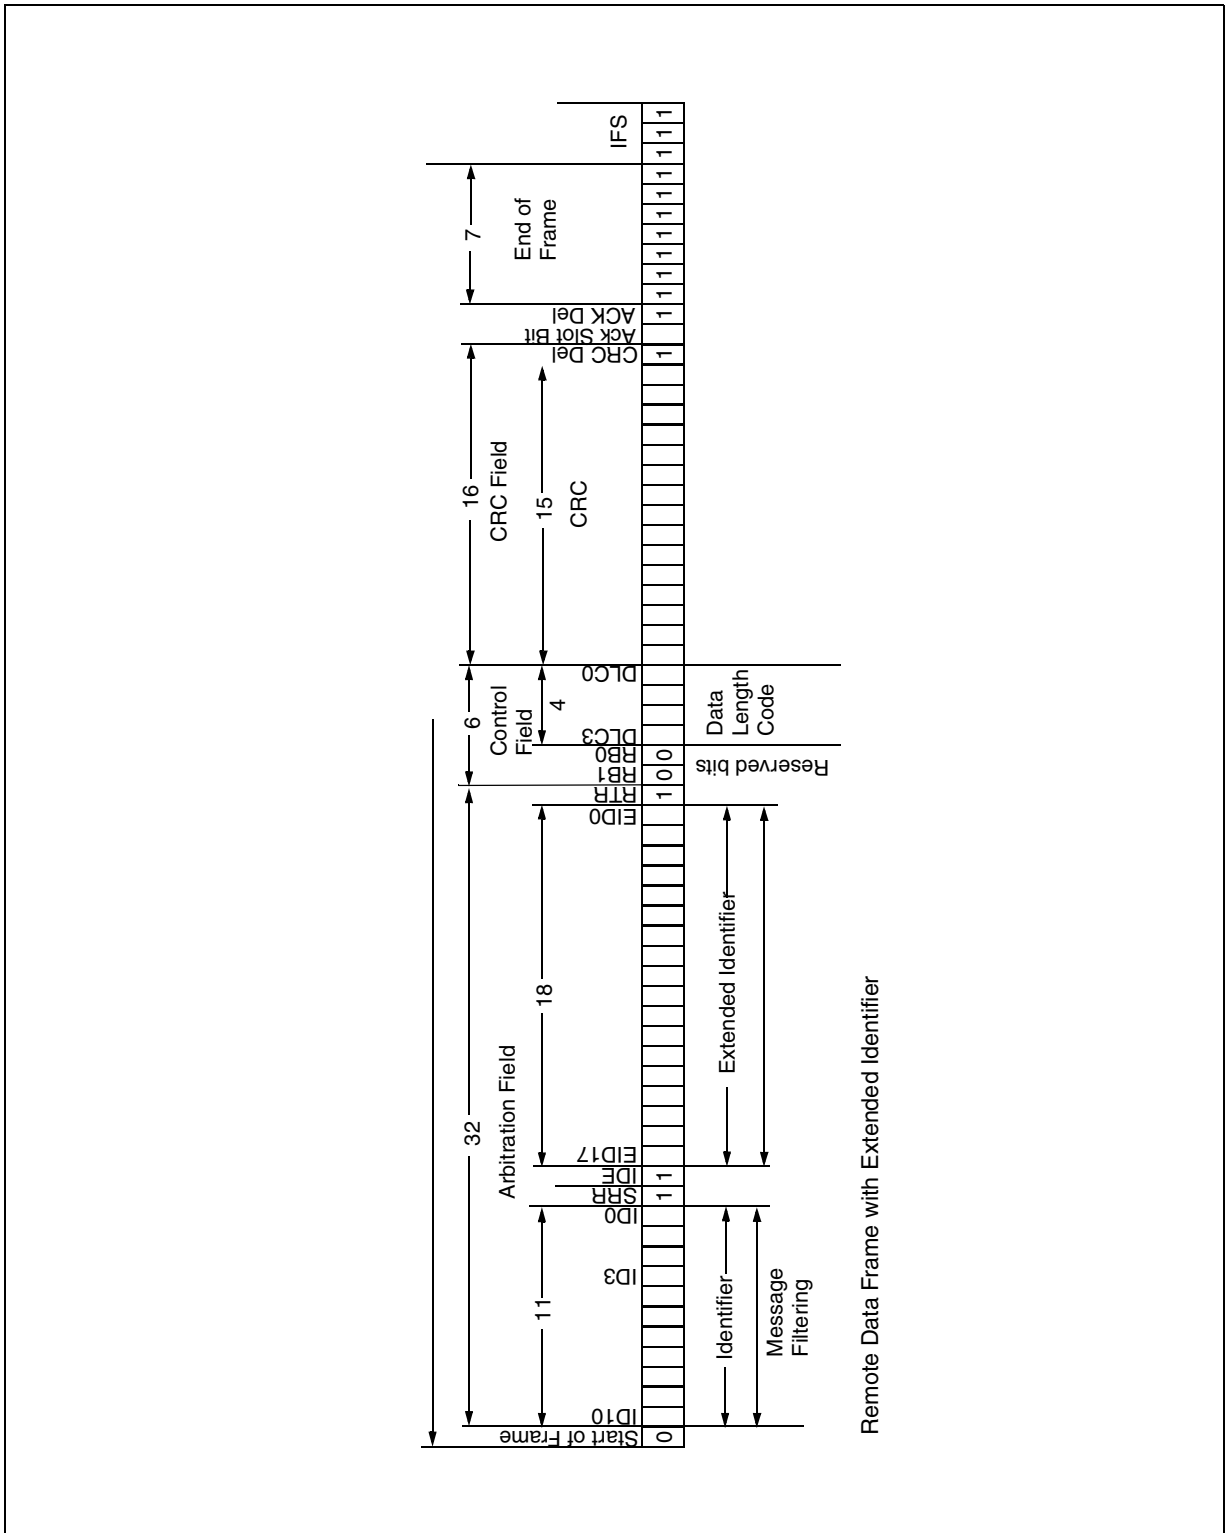 32
Arbitration Field
11
18
6
Control
Field
4
16
CRC Field
15
CRC
7
End of
Frame
IFS
Start of Frame
ID10
ID3
ID0
SRR
IDE
EID17
EID0
RTR
RB1
RB0
DLC3
DLC0
CRC Del
Ack Slot Bit
ACK Del
0
1
1
1
0
0
1
1
1
1
1
1
1
1
1
1
1
1
Identifier
Message
Filtering
Extended Identifier
Reserved bits
Data
Length
Code
Remote Data Frame with Extended Identifier